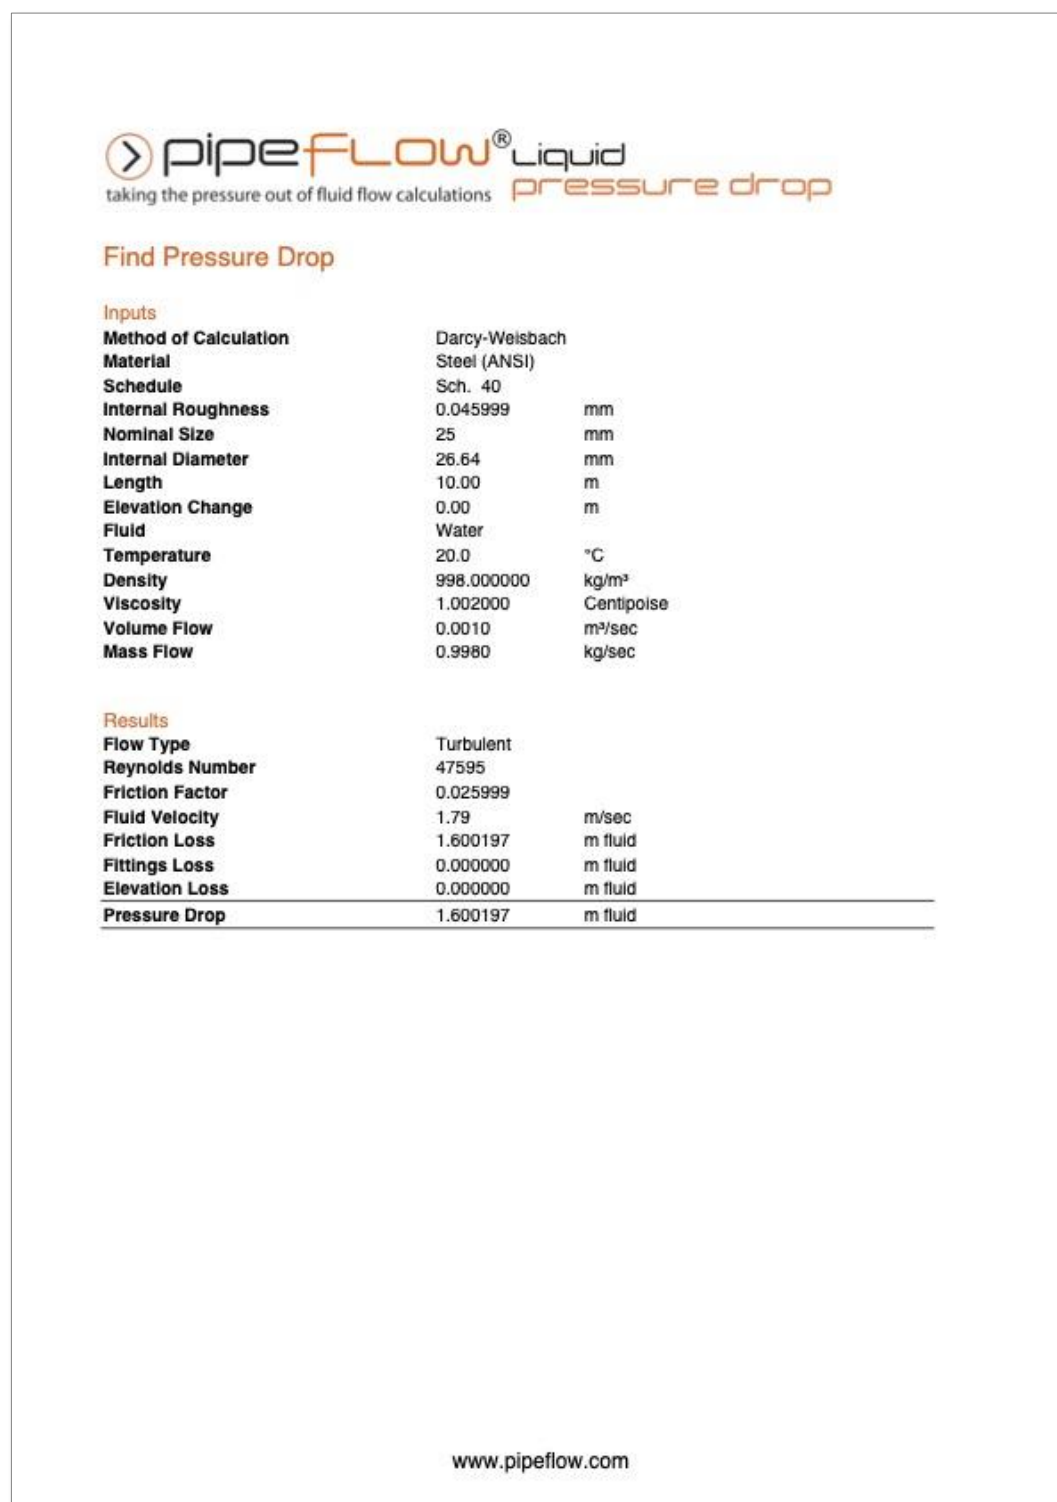 pipeFLOW® Liquid
pressure drop
taking the pressure out of fluid flow calculations
Find Pressure Drop
Inputs
Method of Calculation Darcy-Weisbach
Material Steel (ANSI)
Schedule Sch. 40
Internal Roughness 0.045999 mm
Nominal Size 25 mm
Internal Diameter 26.64 mm
Length 10.00 m
Elevation Change 0.00 m
Fluid Water
Temperature 20.0 °C
Density 998.000000 kg/m³
Viscosity 1.002000 Centipoise
Volume Flow 0.0010 m³/sec
Mass Flow 0.9980 kg/sec
Results
Flow Type Turbulent
Reynolds Number 47595
Friction Factor 0.025999
Fluid Velocity 1.79 m/sec
Friction Loss 1.600197 m fluid
Fittings Loss 0.000000 m fluid
Elevation Loss 0.000000 m fluid
Pressure Drop 1.600197 m fluid
www.pipeflow.com